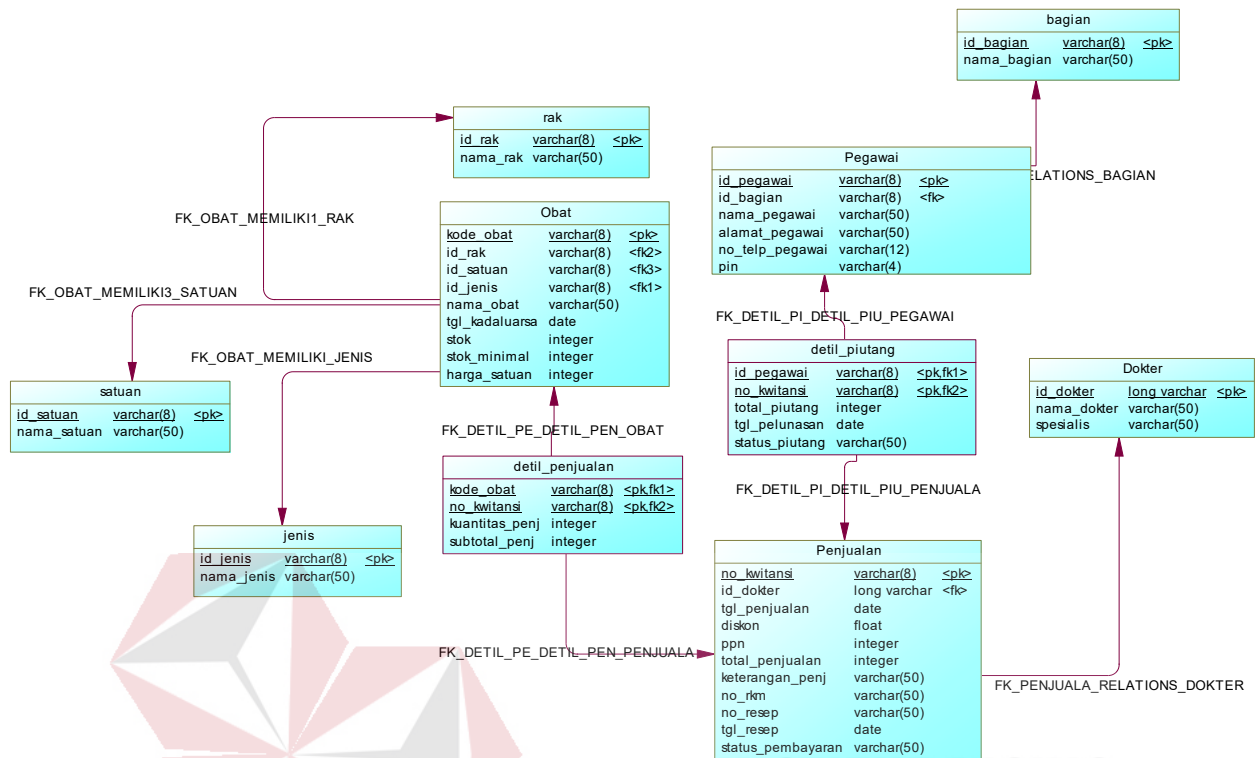 bagian
id_bagian varchar(8) <pk>
nama_bagian varchar(50)
rak
id_rak varchar(8) <pk>
nama_rak varchar(50)
Pegawai
id_pegawai varchar(8) <pk>
id_bagian varchar(8) <fk>
nama_pegawai varchar(50)
alamat_pegawai varchar(50)
no_telp_pegawai varchar(12)
pin varchar(4)
ELATIONS_BAGIAN
FK_OBAT_MEMILIKI1_RAK
Obat
kode_obat varchar(8) <pk>
id_rak varchar(8) <fk2>
id_satuan varchar(8) <fk3>
id_jenis varchar(8) <fk1>
nama_obat varchar(50)
tgl_kadaluarsa date
stok integer
stok_minimal integer
harga_satuan integer
FK_OBAT_MEMILIKI3_SATUAN
FK_OBAT_MEMILIKI_JENIS
FK_DETIL_PI_DETIL_PIU_PEGAWAI
detil_piutang
id_pegawai varchar(8) <pk,fk1>
no_kwitansi varchar(8) <pk,fk2>
total_piutang integer
tgl_pelunasan date
status_piutang varchar(50)
Dokter
id_dokter long varchar <pk>
nama_dokter varchar(50)
spesialis varchar(50)
satuan
id_satuan varchar(8) <pk>
nama_satuan varchar(50)
FK_DETIL_PE_DETIL_PEN_OBAT
detil_penjualan
kode_obat varchar(8) <pk,fk1>
no_kwitansi varchar(8) <pk,fk2>
kuantitas_penj integer
subtotal_penj integer
FK_DETIL_PI_DETIL_PIU_PENJUALA
jenis
id_jenis varchar(8) <pk>
nama_jenis varchar(50)
Penjualan
no_kwitansi varchar(8) <pk>
id_dokter long varchar <fk>
tgl_penjualan date
diskon float
ppn integer
total_penjualan integer
keterangan_penj varchar(50)
no_rkm varchar(50)
no_resep varchar(50)
tgl_resep date
status_pembayaran varchar(50)
FK_DETIL_PE_DETIL_PEN_PENJUALA
FK_PENJUALA_RELATIONS_DOKTER